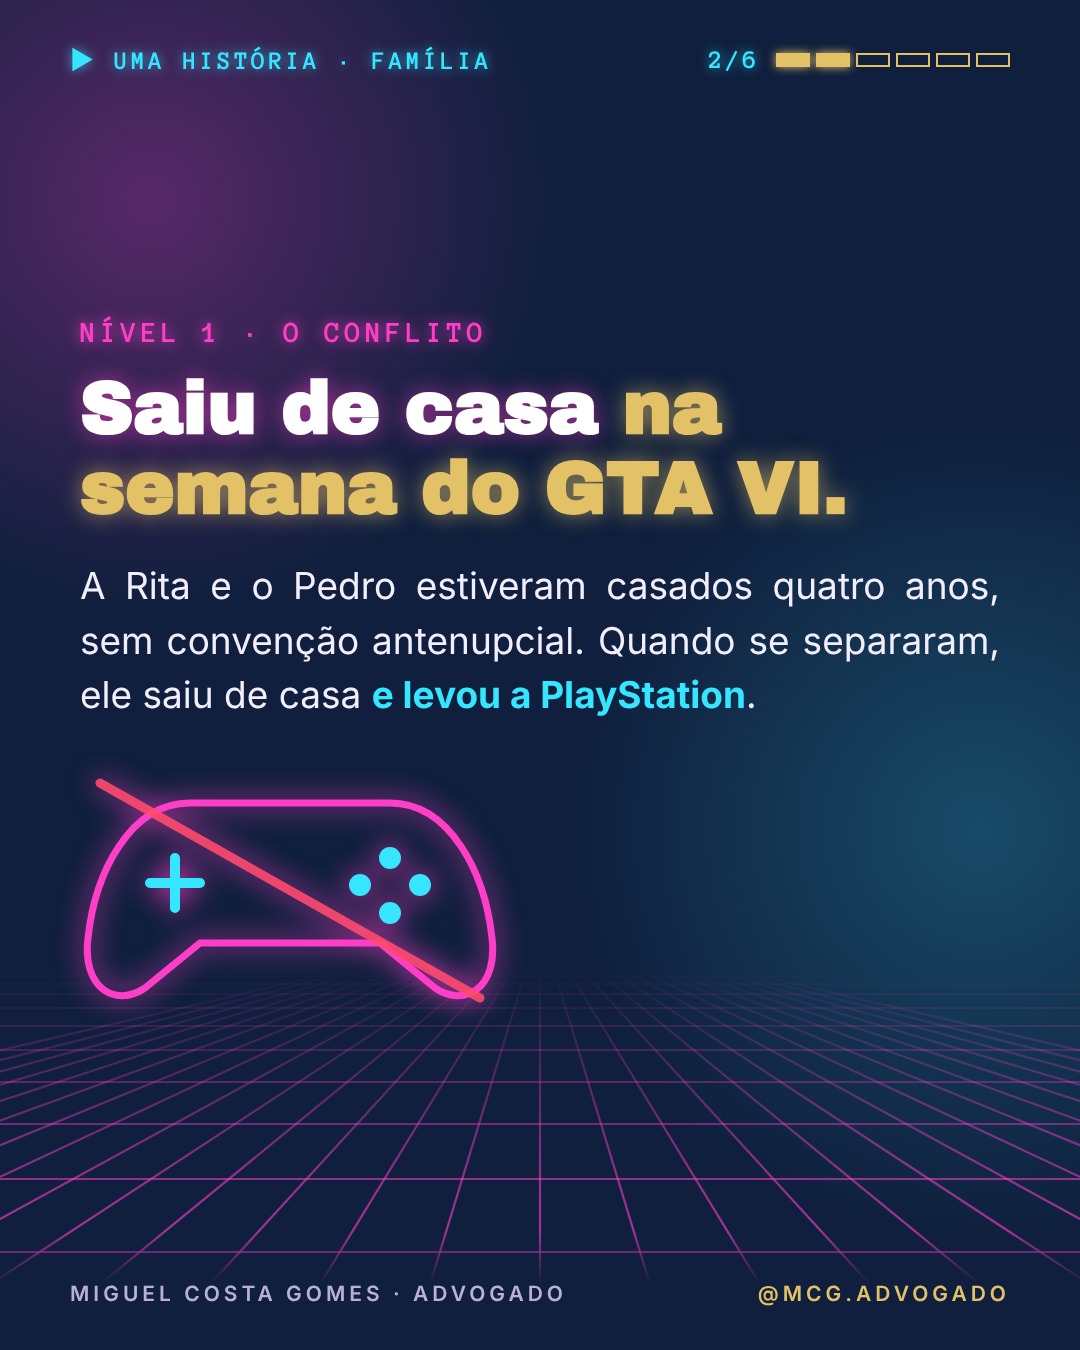 UMA HISTÓRIA · FAMÍLIA
2/6
NÍVEL 1 · O CONFLITO
Saiu de casa na
semana do GTA VI.
A Rita e o Pedro estiveram casados quatro anos,
sem convenção antenupcial. Quando se separaram,
ele saiu de casa e levou a PlayStation.
MIGUEL COSTA GOMES · ADVOGADO
@MCG.ADVOGADO